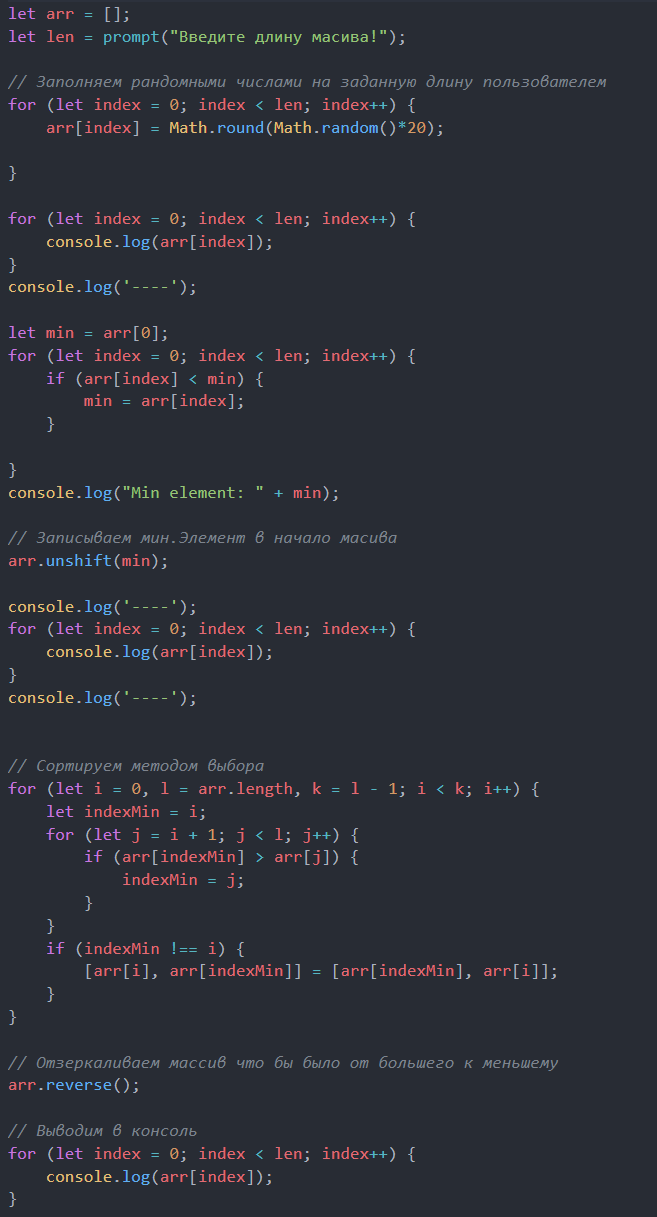 let arr = [];
let len = prompt("Введите длину масива!");
// Заполняем рандомными числами на заданную длину пользователем
for (let index = 0; index < len; index++) {
    arr[index] = Math.round(Math.random()*20);
}
for (let index = 0; index < len; index++) {
    console.log(arr[index]);
}
console.log('----');
let min = arr[0];
for (let index = 0; index < len; index++) {
    if (arr[index] < min) {
        min = arr[index];
    }
}
console.log("Min element: " + min);
// Записываем мин.Элемент в начало масива
arr.unshift(min);
console.log('----');
for (let index = 0; index < len; index++) {
    console.log(arr[index]);
}
console.log('----');
// Сортируем методом выбора
for (let i = 0, l = arr.length, k = l - 1; i < k; i++) {
    let indexMin = i;
    for (let j = i + 1; j < l; j++) {
        if (arr[indexMin] > arr[j]) {
            indexMin = j;
        }
    }
    if (indexMin !== i) {
        [arr[i], arr[indexMin]] = [arr[indexMin], arr[i]];
    }
}
// Отзеркаливаем массив что бы было от большего к меньшему
arr.reverse();
// Выводим в консоль
for (let index = 0; index < len; index++) {
    console.log(arr[index]);
}